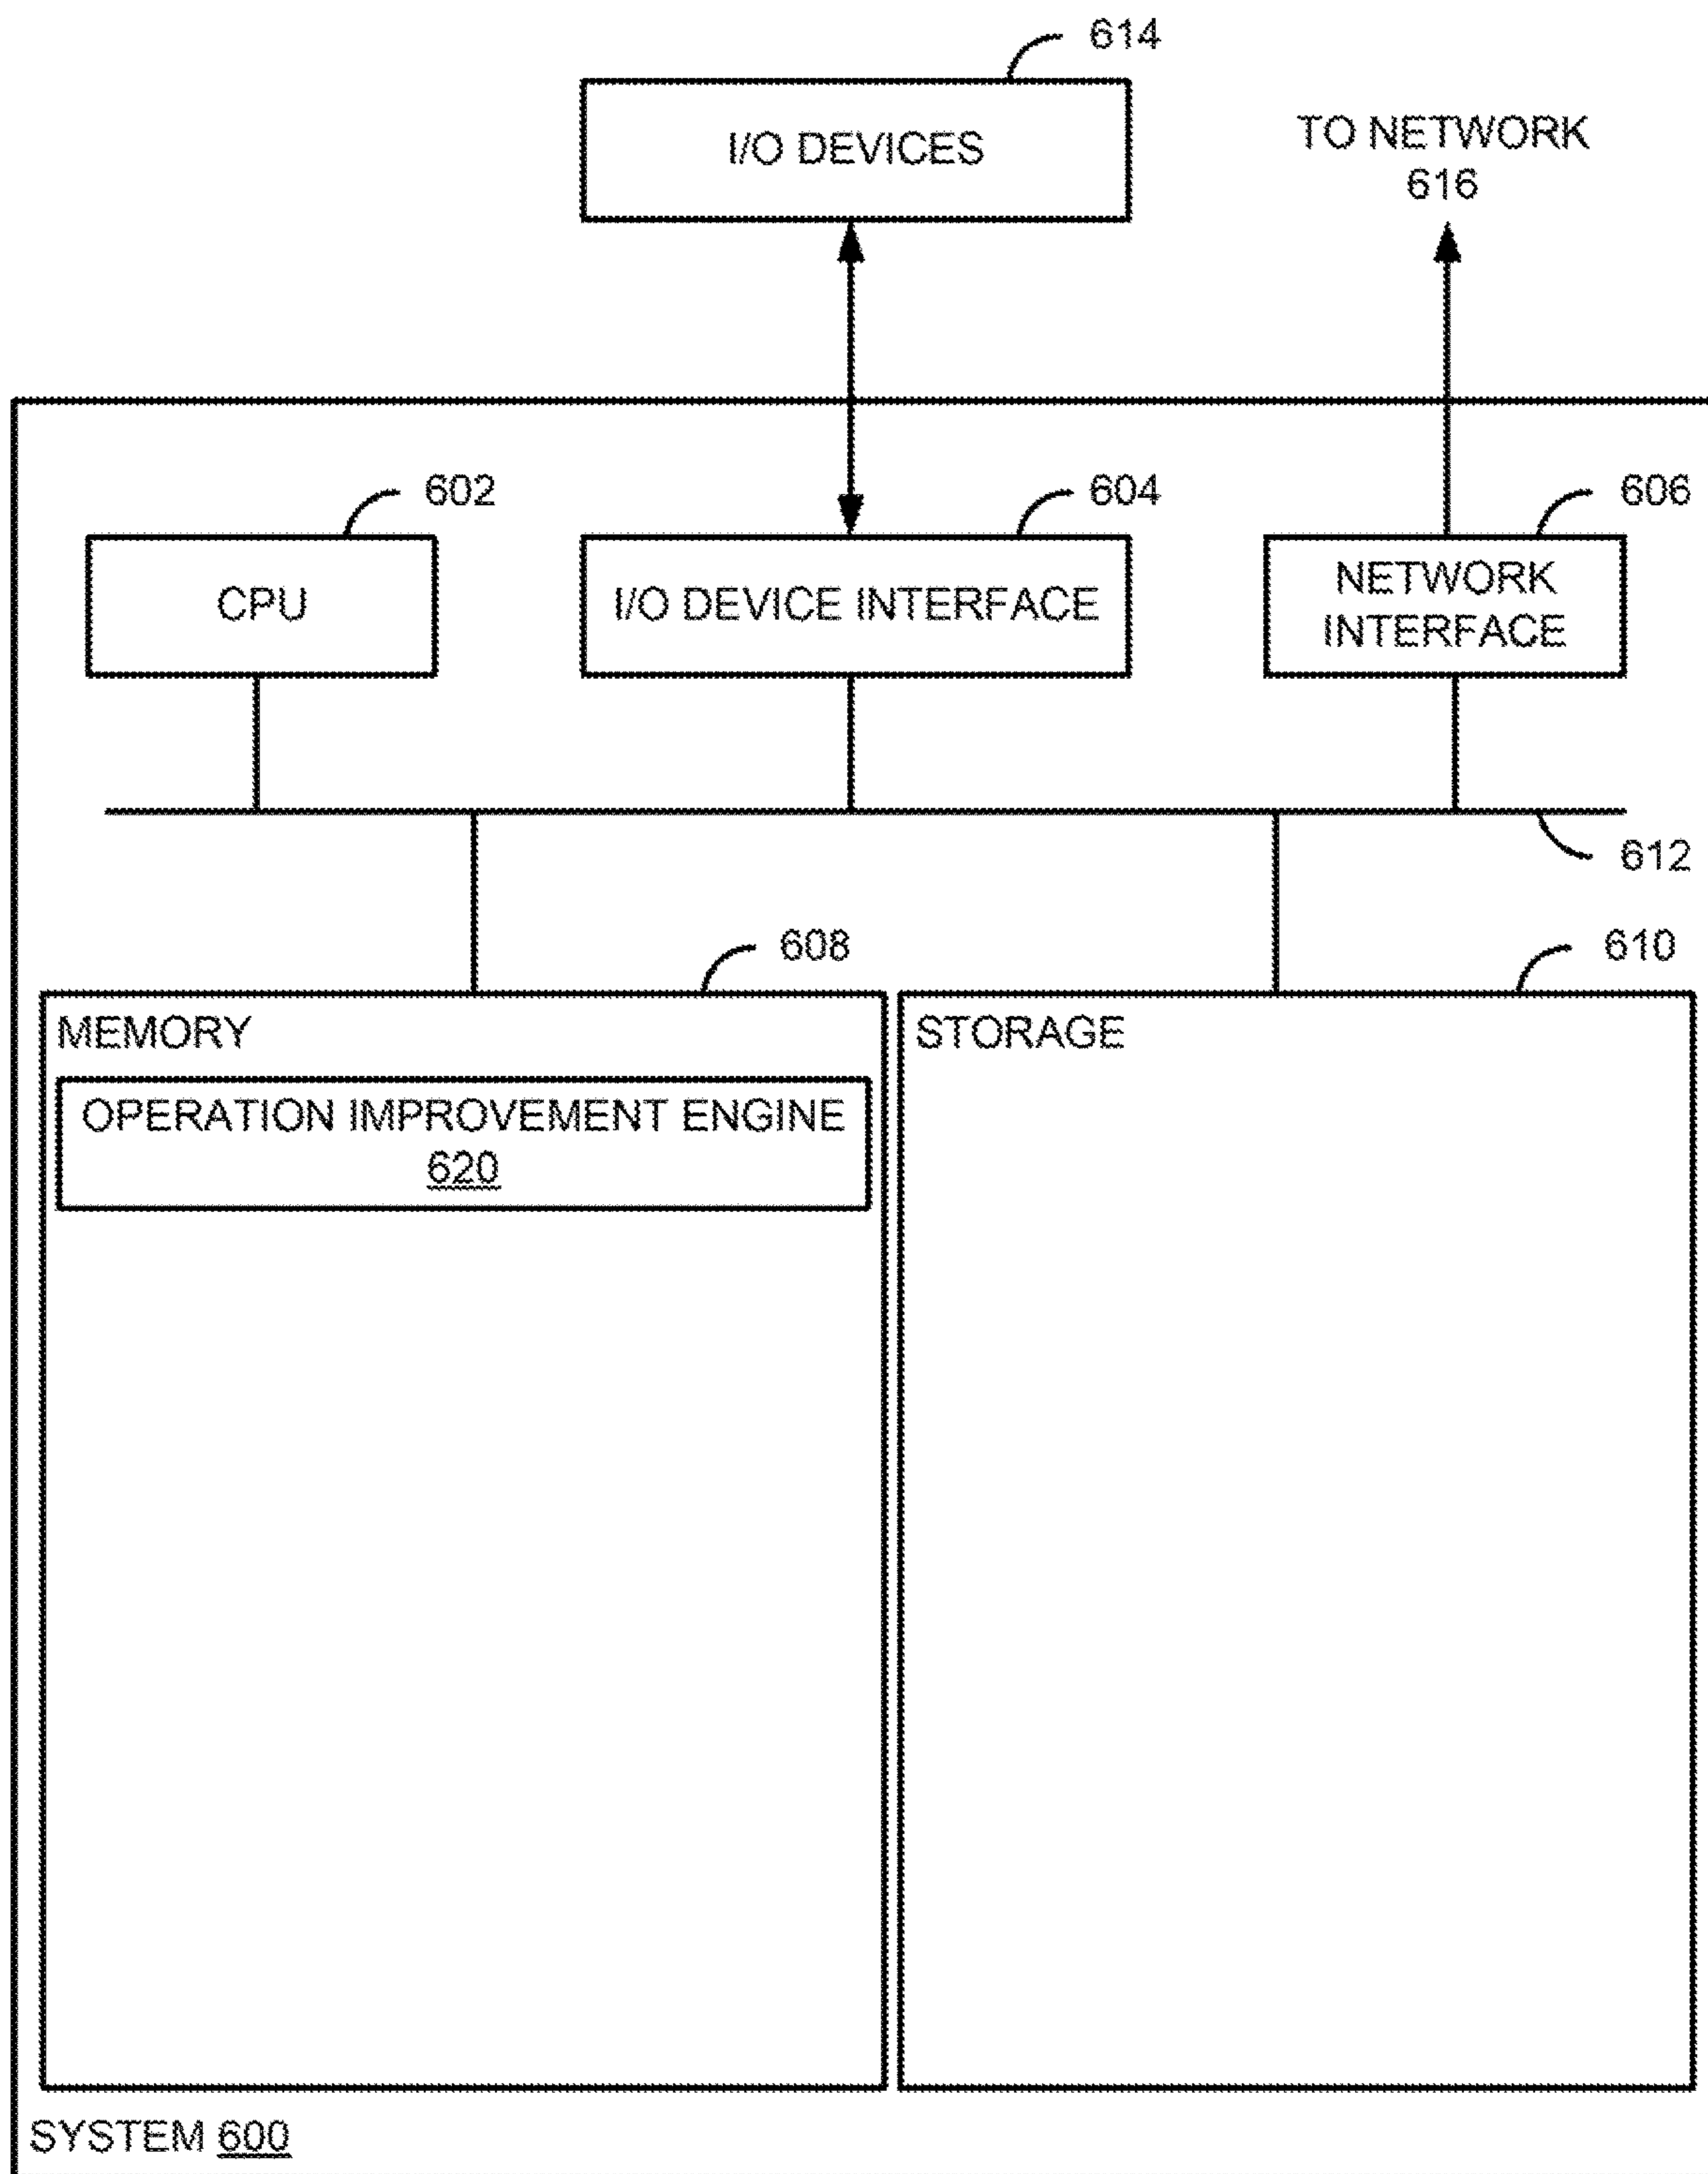 614
I/O DEVICES
TO NETWORK
616
602
604
606
CPU
I/O DEVICE INTERFACE
NETWORK
INTERFACE
612
608
610
MEMORY
STORAGE
OPERATION IMPROVEMENT ENGINE
620
SYSTEM 600